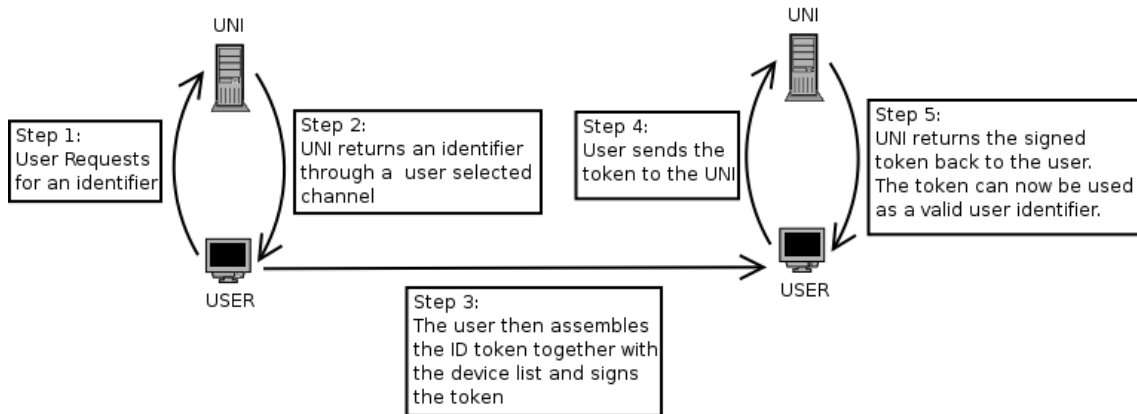 UNI
Step 1:
User Requests
for an identifier
Step 2:
UNI returns an identifier
through a user selected
channel
USER
Step 3:
The user then assembles
the ID token together with
the device list and signs
the token
UNI
Step 4:
User sends the
token to the UNI
Step 5:
UNI returns the signed
token back to the user.
The token can now be used
as a valid user identifier.
USER